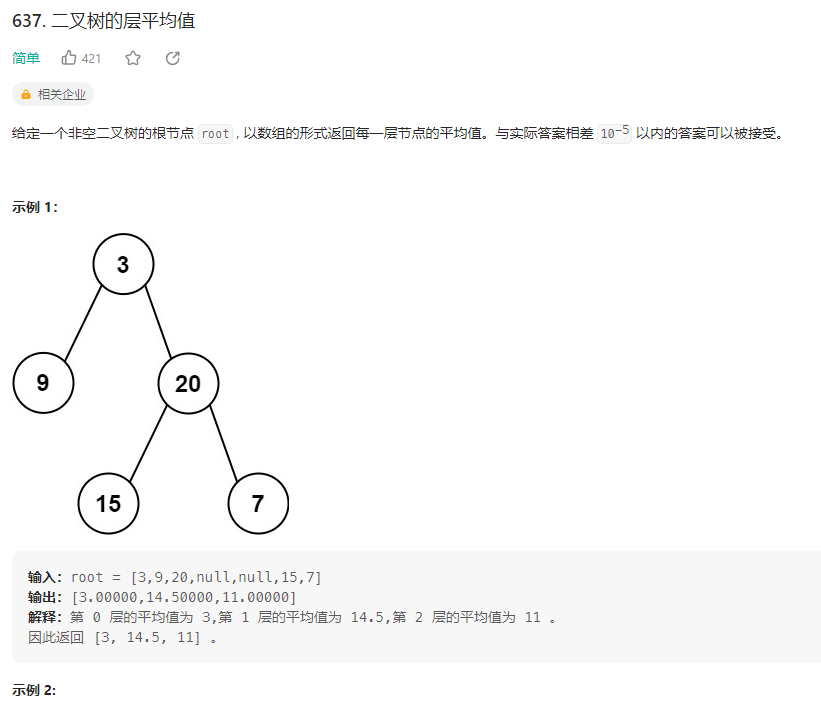 637. 二叉树的层平均值
简单 421
相关企业
给定一个非空二叉树的根节点 root , 以数组的形式返回每一层节点的平均值。与实际答案相差 10⁻⁵ 以内的答案可以被接受。
示例 1:
3
9 20
15 7
输入: root = [3,9,20,null,null,15,7]
输出: [3.00000,14.50000,11.00000]
解释: 第 0 层的平均值为 3,第 1 层的平均值为 14.5,第 2 层的平均值为 11 。
因此返回 [3, 14.5, 11] 。
示例 2: